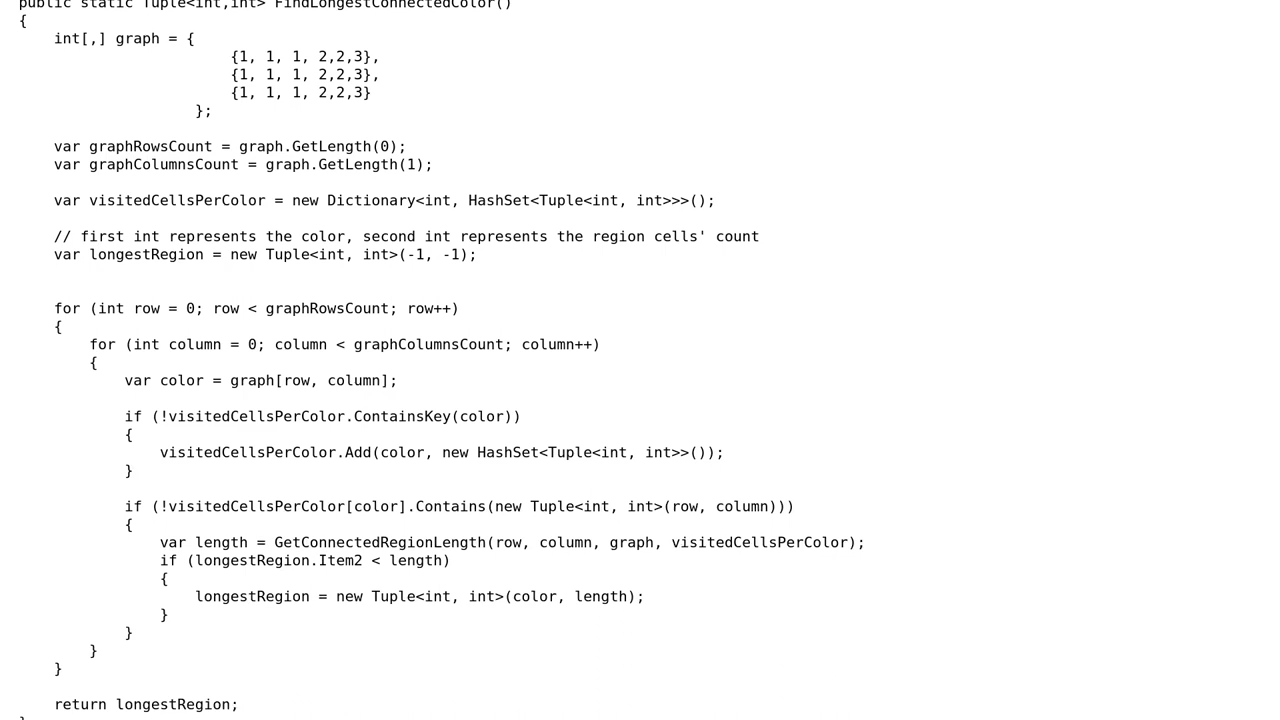 public static Tuple<int,int> FindLongestConnectedColor()
{
    int[,] graph = {
                        {1, 1, 1, 2,2,3},
                        {1, 1, 1, 2,2,3},
                        {1, 1, 1, 2,2,3}
                    };
    var graphRowsCount = graph.GetLength(0);
    var graphColumnsCount = graph.GetLength(1);
    var visitedCellsPerColor = new Dictionary<int, HashSet<Tuple<int, int>>>();
    // first int represents the color, second int represents the region cells' count
    var longestRegion = new Tuple<int, int>(-1, -1);
    for (int row = 0; row < graphRowsCount; row++)
    {
        for (int column = 0; column < graphColumnsCount; column++)
        {
            var color = graph[row, column];
            if (!visitedCellsPerColor.ContainsKey(color))
            {
                visitedCellsPerColor.Add(color, new HashSet<Tuple<int, int>>());
            }
            if (!visitedCellsPerColor[color].Contains(new Tuple<int, int>(row, column)))
            {
                var length = GetConnectedRegionLength(row, column, graph, visitedCellsPerColor);
                if (longestRegion.Item2 < length)
                {
                    longestRegion = new Tuple<int, int>(color, length);
                }
            }
        }
    }
    return longestRegion;
}